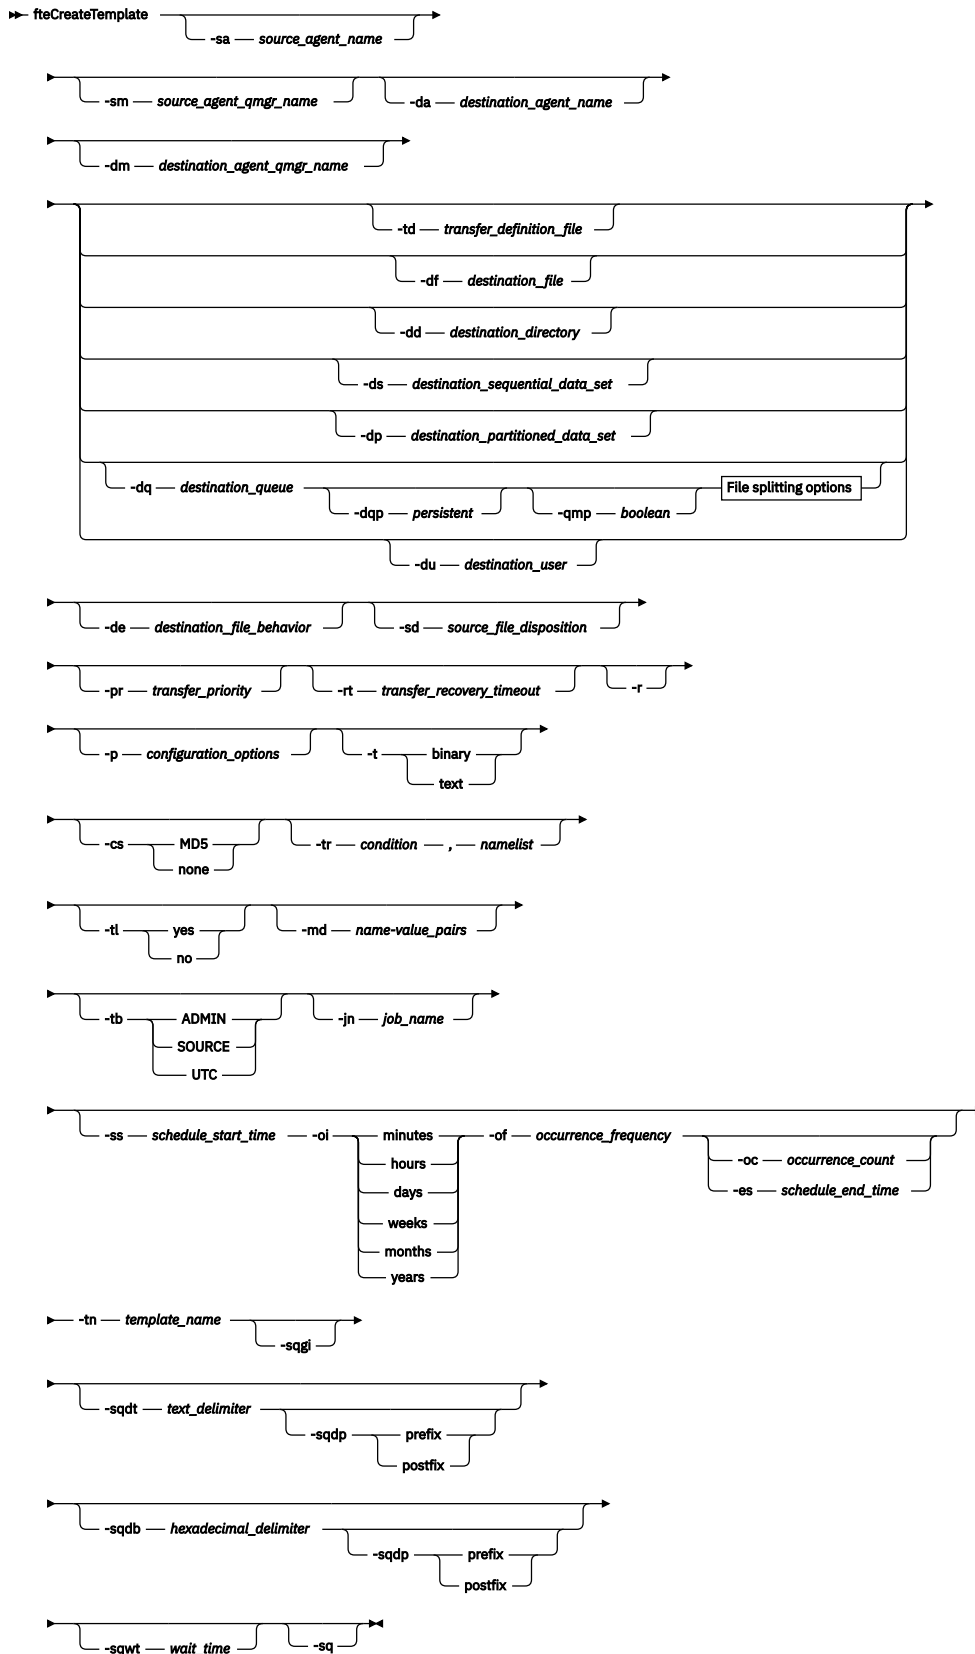 fteCreateTemplate
-sa source_agent_name
-sm source_agent_qmgr_name -da destination_agent_name
-dm destination_agent_qmgr_name
-td transfer_definition_file
-df destination_file
-dd destination_directory
-ds destination_sequential_data_set
-dp destination_partitioned_data_set
-dq destination_queue File splitting options
-dqp persistent -qmp boolean
-du destination_user
-de destination_file_behavior -sd source_file_disposition
-pr transfer_priority -rt transfer_recovery_timeout -r
-p configuration_options -t binary
text
-cs MD5 -tr condition , namelist
none
-tl yes -md name-value_pairs
no
-tb ADMIN -jn job_name
SOURCE
UTC
-ss schedule_start_time -oi minutes -of occurrence_frequency
hours -oc occurrence_count
days -es schedule_end_time
weeks
months
years
-tn template_name
-sqgi
-sqdt text_delimiter
-sqdp prefix
postfix
-sqdb hexadecimal_delimiter
-sqdp prefix
postfix
-sqwt wait_time -sq